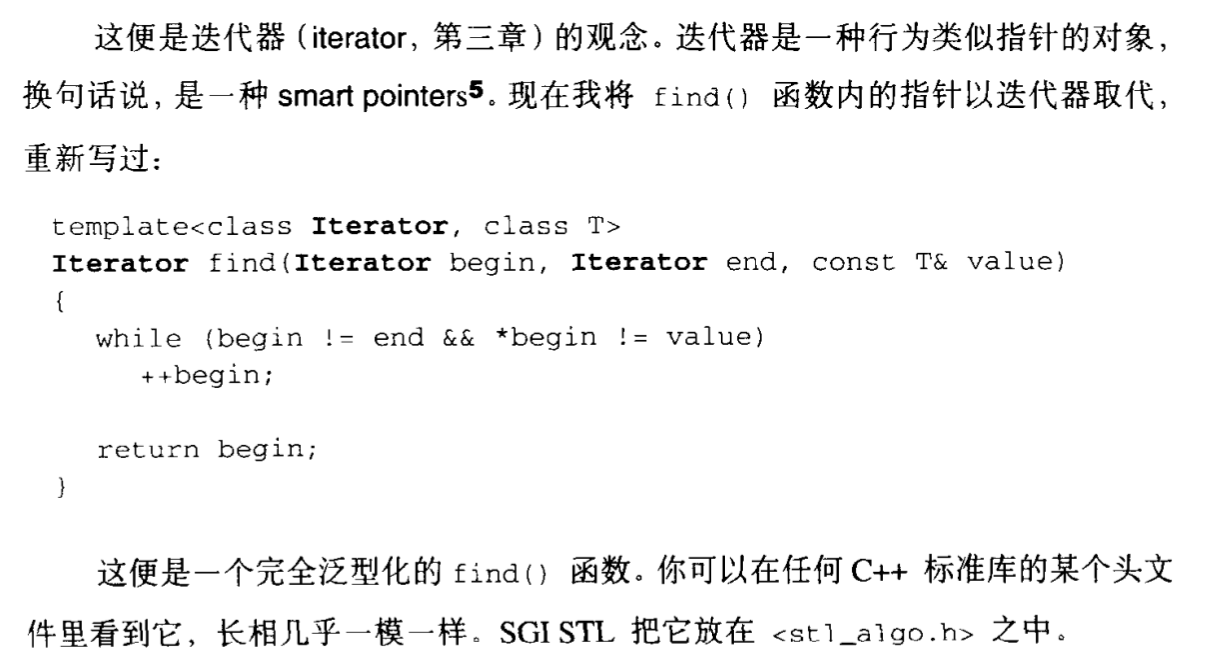 这便是迭代器(iterator, 第三章)的观念。迭代器是一种行为类似指针的对象,
换句话说, 是一种 smart pointers5。现在我将 find() 函数内的指针以迭代器取代,
重新写过:
template<class Iterator, class T>
Iterator find(Iterator begin, Iterator end, const T& value)
{
while (begin != end && *begin != value)
++begin;
return begin;
}
这便是一个完全泛型化的 find() 函数。你可以在任何 C++ 标准库的某个头文
件里看到它, 长相几乎一模一样。SGI STL 把它放在 <stl_algo.h> 之中。